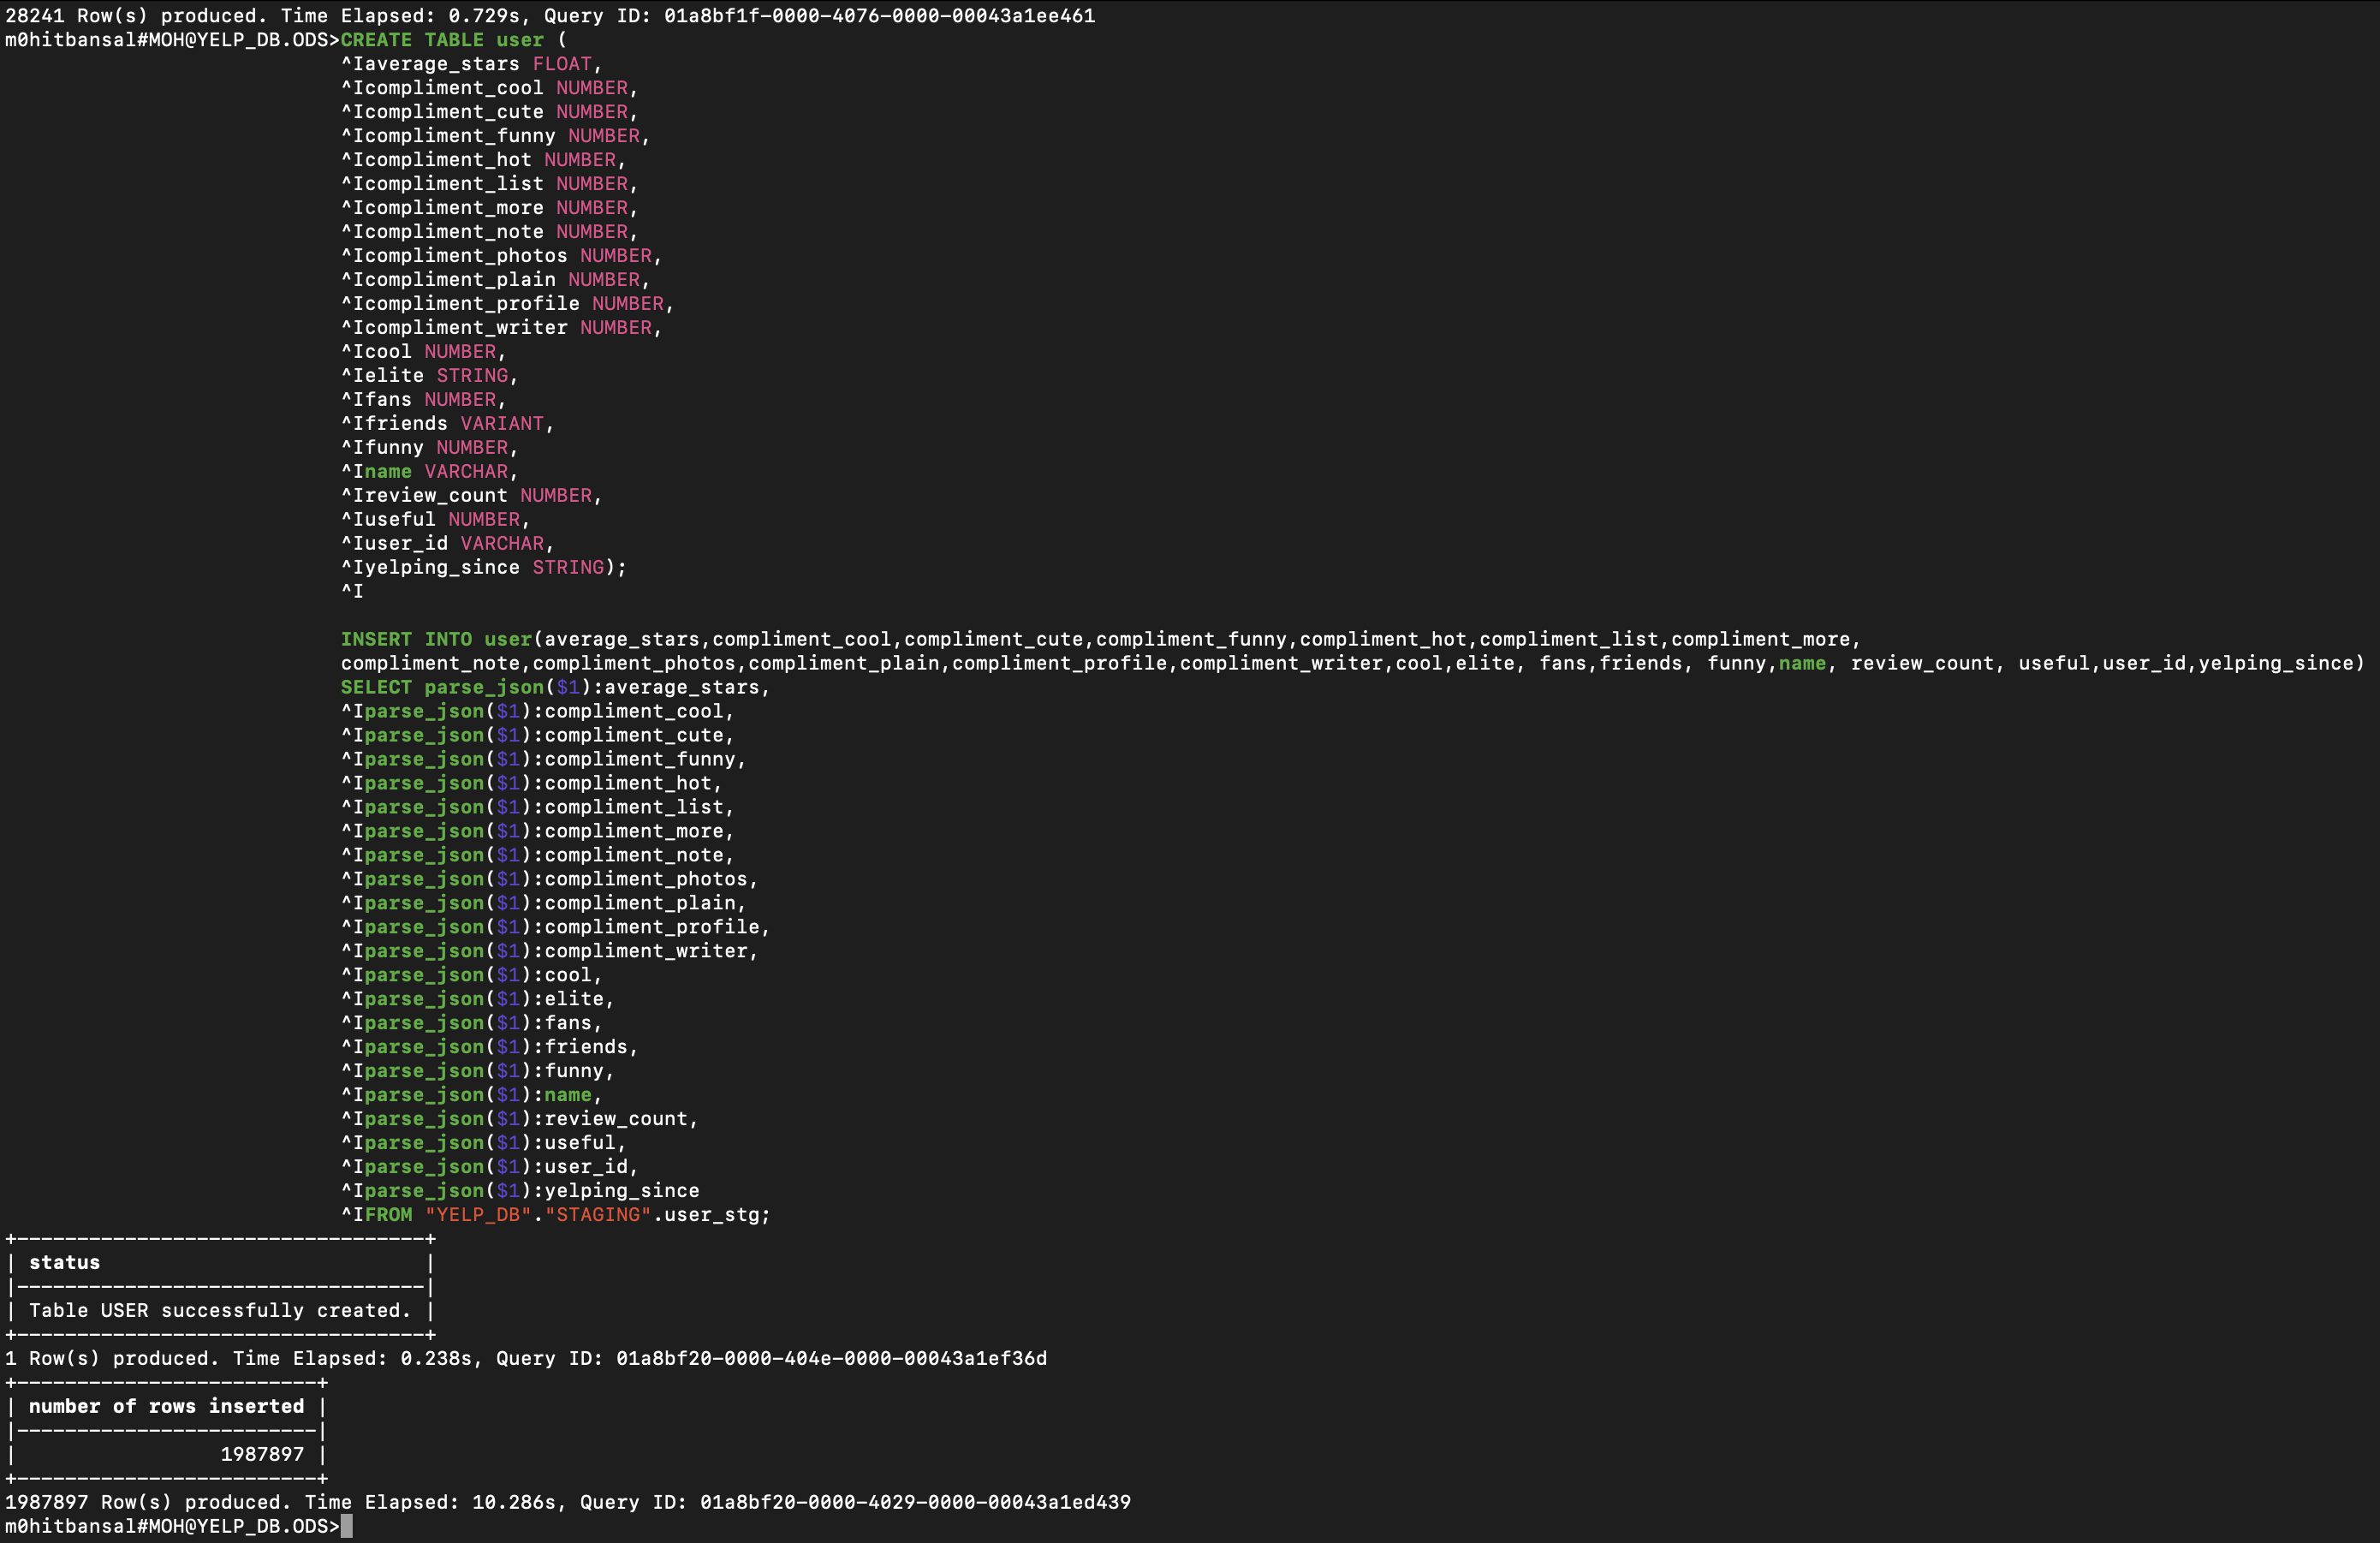 28241 Row(s) produced. Time Elapsed: 0.729s, Query ID: 01a8bf1f-0000-4076-0000-00043a1ee461
m0hitbansal#MOH@YELP_DB.ODS>CREATE TABLE user (
^Iaverage_stars FLOAT,
^Icompliment_cool NUMBER,
^Icompliment_cute NUMBER,
^Icompliment_funny NUMBER,
^Icompliment_hot NUMBER,
^Icompliment_list NUMBER,
^Icompliment_more NUMBER,
^Icompliment_note NUMBER,
^Icompliment_photos NUMBER,
^Icompliment_plain NUMBER,
^Icompliment_profile NUMBER,
^Icompliment_writer NUMBER,
^Icool NUMBER,
^Ielite STRING,
^Ifans NUMBER,
^Ifriends VARIANT,
^Ifunny NUMBER,
^Iname VARCHAR,
^Ireview_count NUMBER,
^Iuseful NUMBER,
^Iuser_id VARCHAR,
^Iyelping_since STRING);
^I
INSERT INTO user(average_stars,compliment_cool,compliment_cute,compliment_funny,compliment_hot,compliment_list,compliment_more,
compliment_note,compliment_photos,compliment_plain,compliment_profile,compliment_writer,cool,elite, fans,friends, funny,name, review_count, useful,user_id,yelping_since)
SELECT parse_json($1):average_stars,
^Iparse_json($1):compliment_cool,
^Iparse_json($1):compliment_cute,
^Iparse_json($1):compliment_funny,
^Iparse_json($1):compliment_hot,
^Iparse_json($1):compliment_list,
^Iparse_json($1):compliment_more,
^Iparse_json($1):compliment_note,
^Iparse_json($1):compliment_photos,
^Iparse_json($1):compliment_plain,
^Iparse_json($1):compliment_profile,
^Iparse_json($1):compliment_writer,
^Iparse_json($1):cool,
^Iparse_json($1):elite,
^Iparse_json($1):fans,
^Iparse_json($1):friends,
^Iparse_json($1):funny,
^Iparse_json($1):name,
^Iparse_json($1):review_count,
^Iparse_json($1):useful,
^Iparse_json($1):user_id,
^Iparse_json($1):yelping_since
^IFROM "YELP_DB"."STAGING".user_stg;
+----------------------------------+
| status                           |
|----------------------------------|
| Table USER successfully created. |
+----------------------------------+
1 Row(s) produced. Time Elapsed: 0.238s, Query ID: 01a8bf20-0000-404e-0000-00043a1ef36d
+-------------------------+
| number of rows inserted |
|-------------------------|
|                 1987897 |
+-------------------------+
1987897 Row(s) produced. Time Elapsed: 10.286s, Query ID: 01a8bf20-0000-4029-0000-00043a1ed439
m0hitbansal#MOH@YELP_DB.ODS>